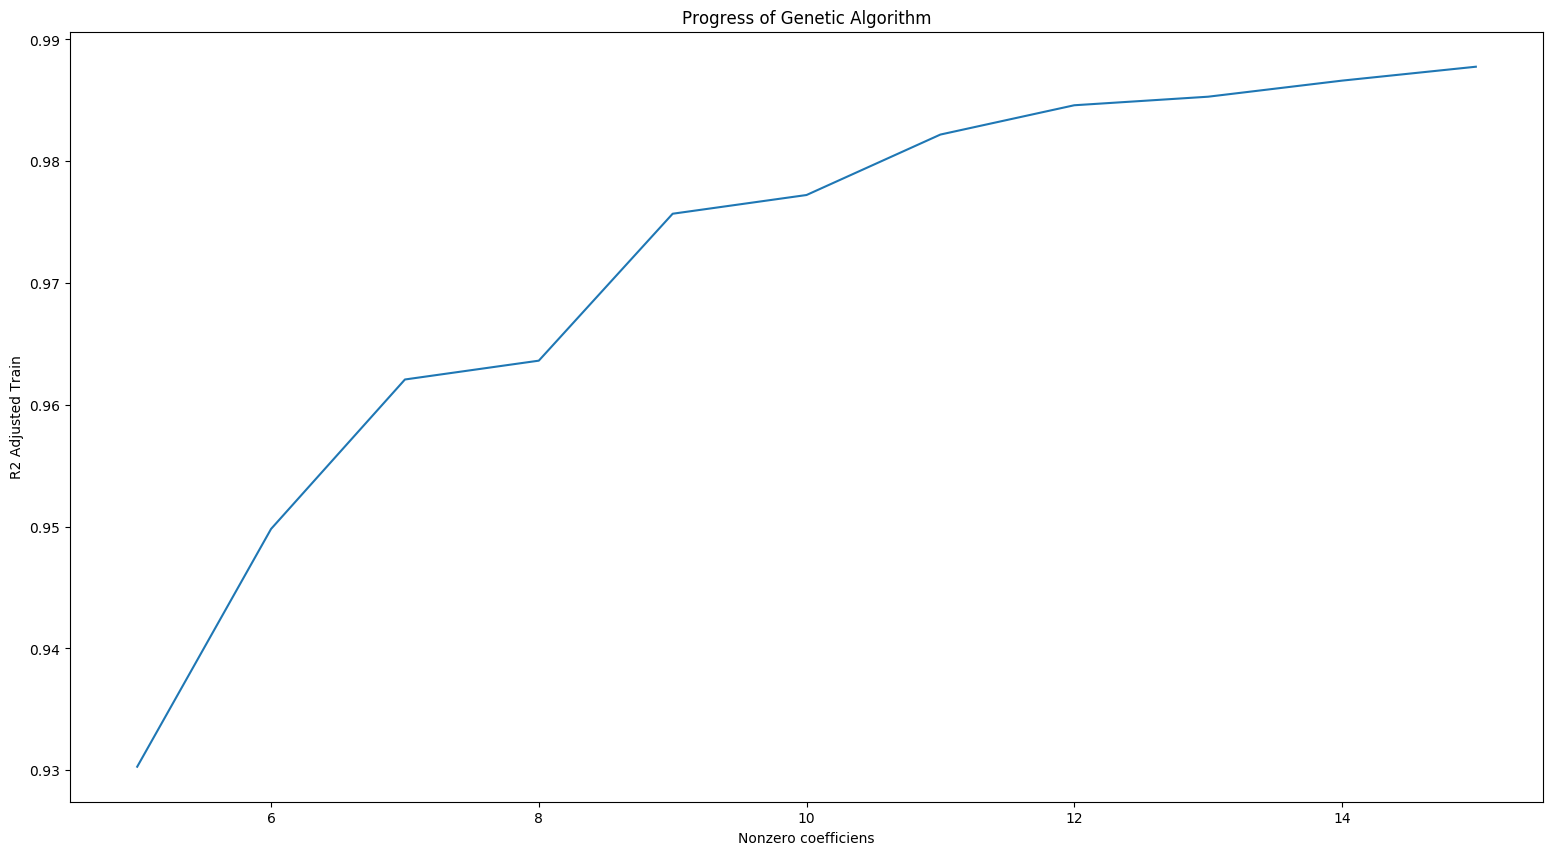 Progress of Genetic Algorithm
0.99
0.98
0.97
0.96
0.95
0.94
0.93
R2 Adjusted Train
6 8 10 12 14
Nonzero coefficiens